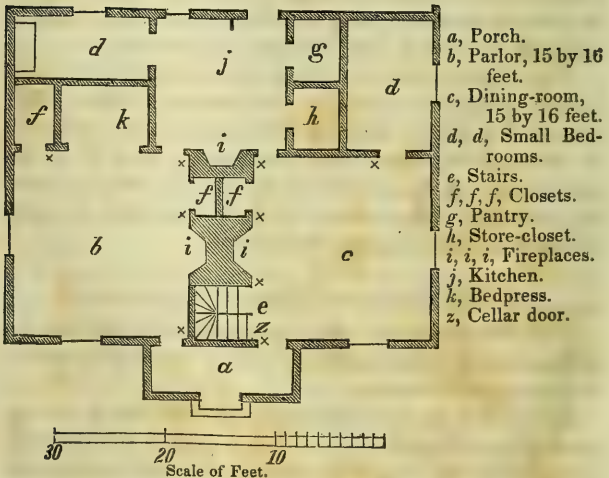 d
j
g
d
f
k
h
i
f
f
b
i
i
c
e
z
a
a, Porch.
b, Parlor, 15 by 16
feet.
c, Dining-room,
15 by 16 feet.
d, d, Small Bed-
rooms.
e, Stairs.
f, f, f, Closets.
g, Pantry.
h, Store-closet.
i, i, i, Fireplaces.
j, Kitchen.
k, Bedpress.
z, Cellar door.
30 20 10
Scale of Feet.